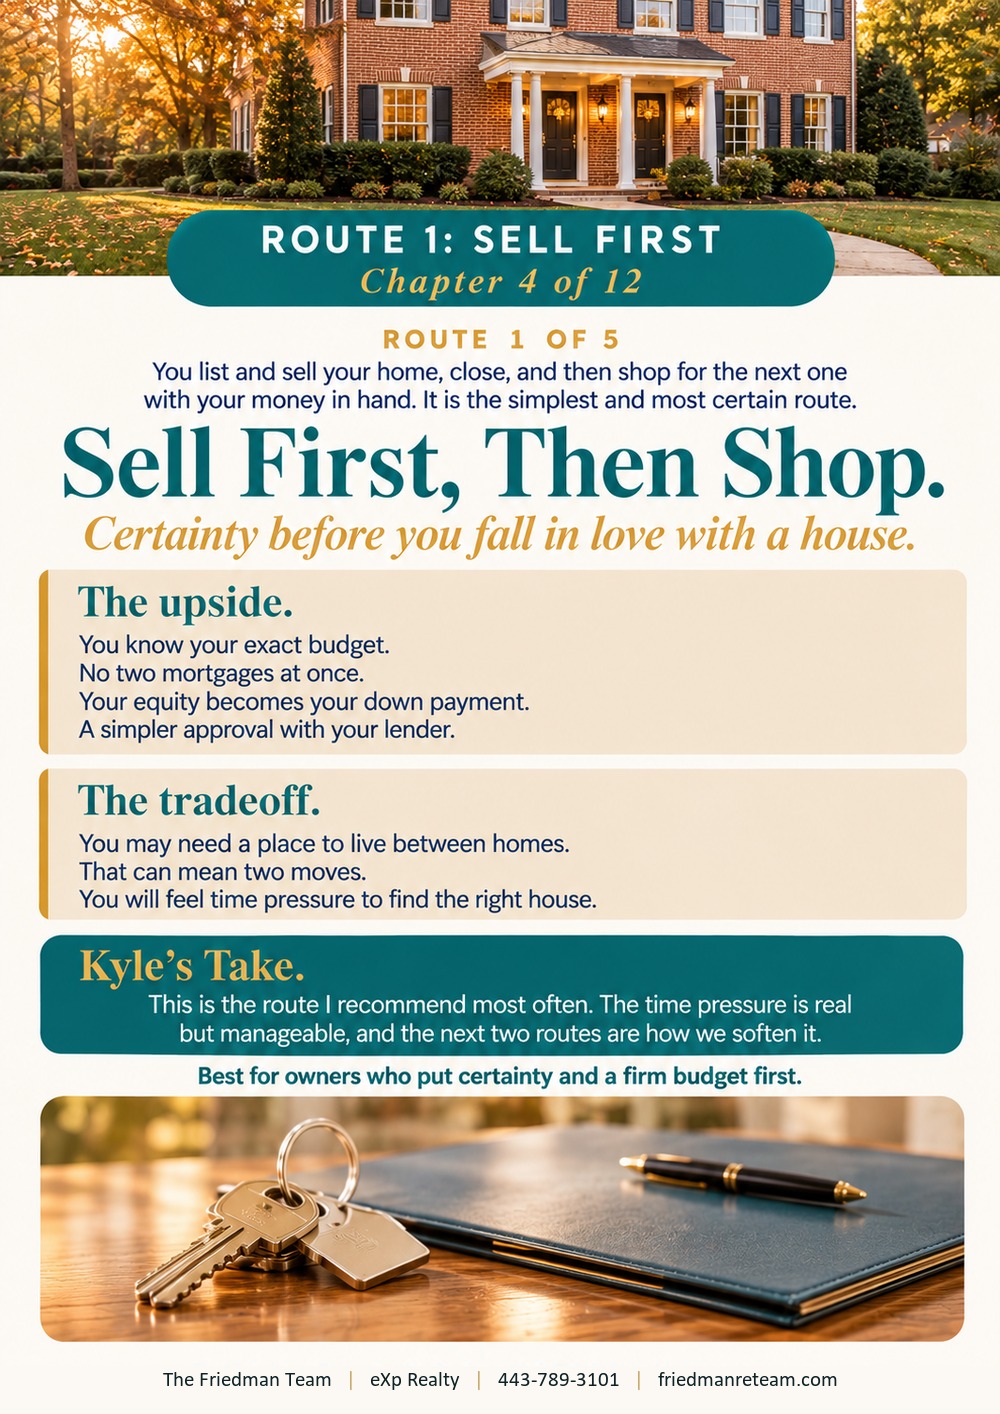 ROUTE 1: SELL FIRST
Chapter 4 of 12
ROUTE 1 OF 5
You list and sell your home, close, and then shop for the next one
with your money in hand. It is the simplest and most certain route.
Sell First, Then Shop.
Certainty before you fall in love with a house.
The upside.
You know your exact budget.
No two mortgages at once.
Your equity becomes your down payment.
A simpler approval with your lender.
The tradeoff.
You may need a place to live between homes.
That can mean two moves.
You will feel time pressure to find the right house.
Kyle’s Take.
This is the route I recommend most often. The time pressure is real
but manageable, and the next two routes are how we soften it.
Best for owners who put certainty and a firm budget first.
The Friedman Team | eXp Realty | 443-789-3101 | friedmanreteam.com